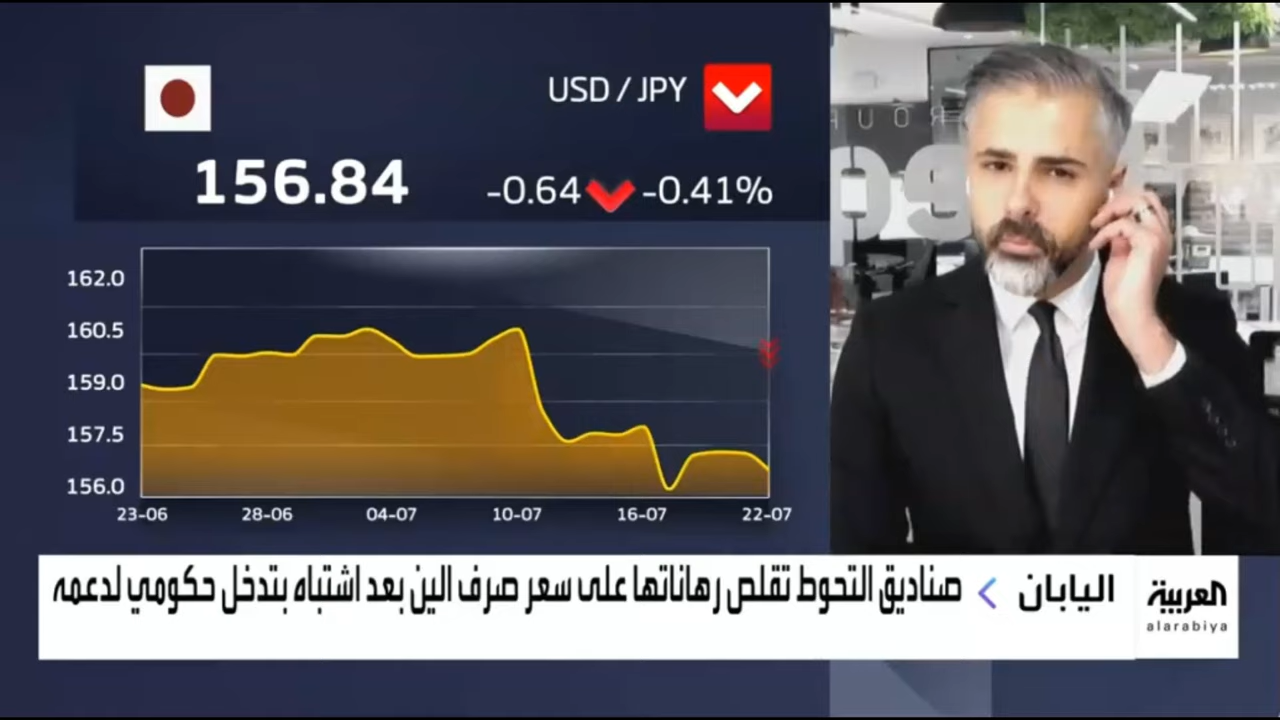 USD / JPY
156.84
-0.64 -0.41%
162.0
160.5
159.0
157.5
156.0
23-06 28-06 04-07 10-07 16-07 22-07
اليابان > صناديق التحوط تقلص رهاناتها على سعر صرف الين بعد اشتباه بتدخل حكومي لدعمه
العربية
alarabiya